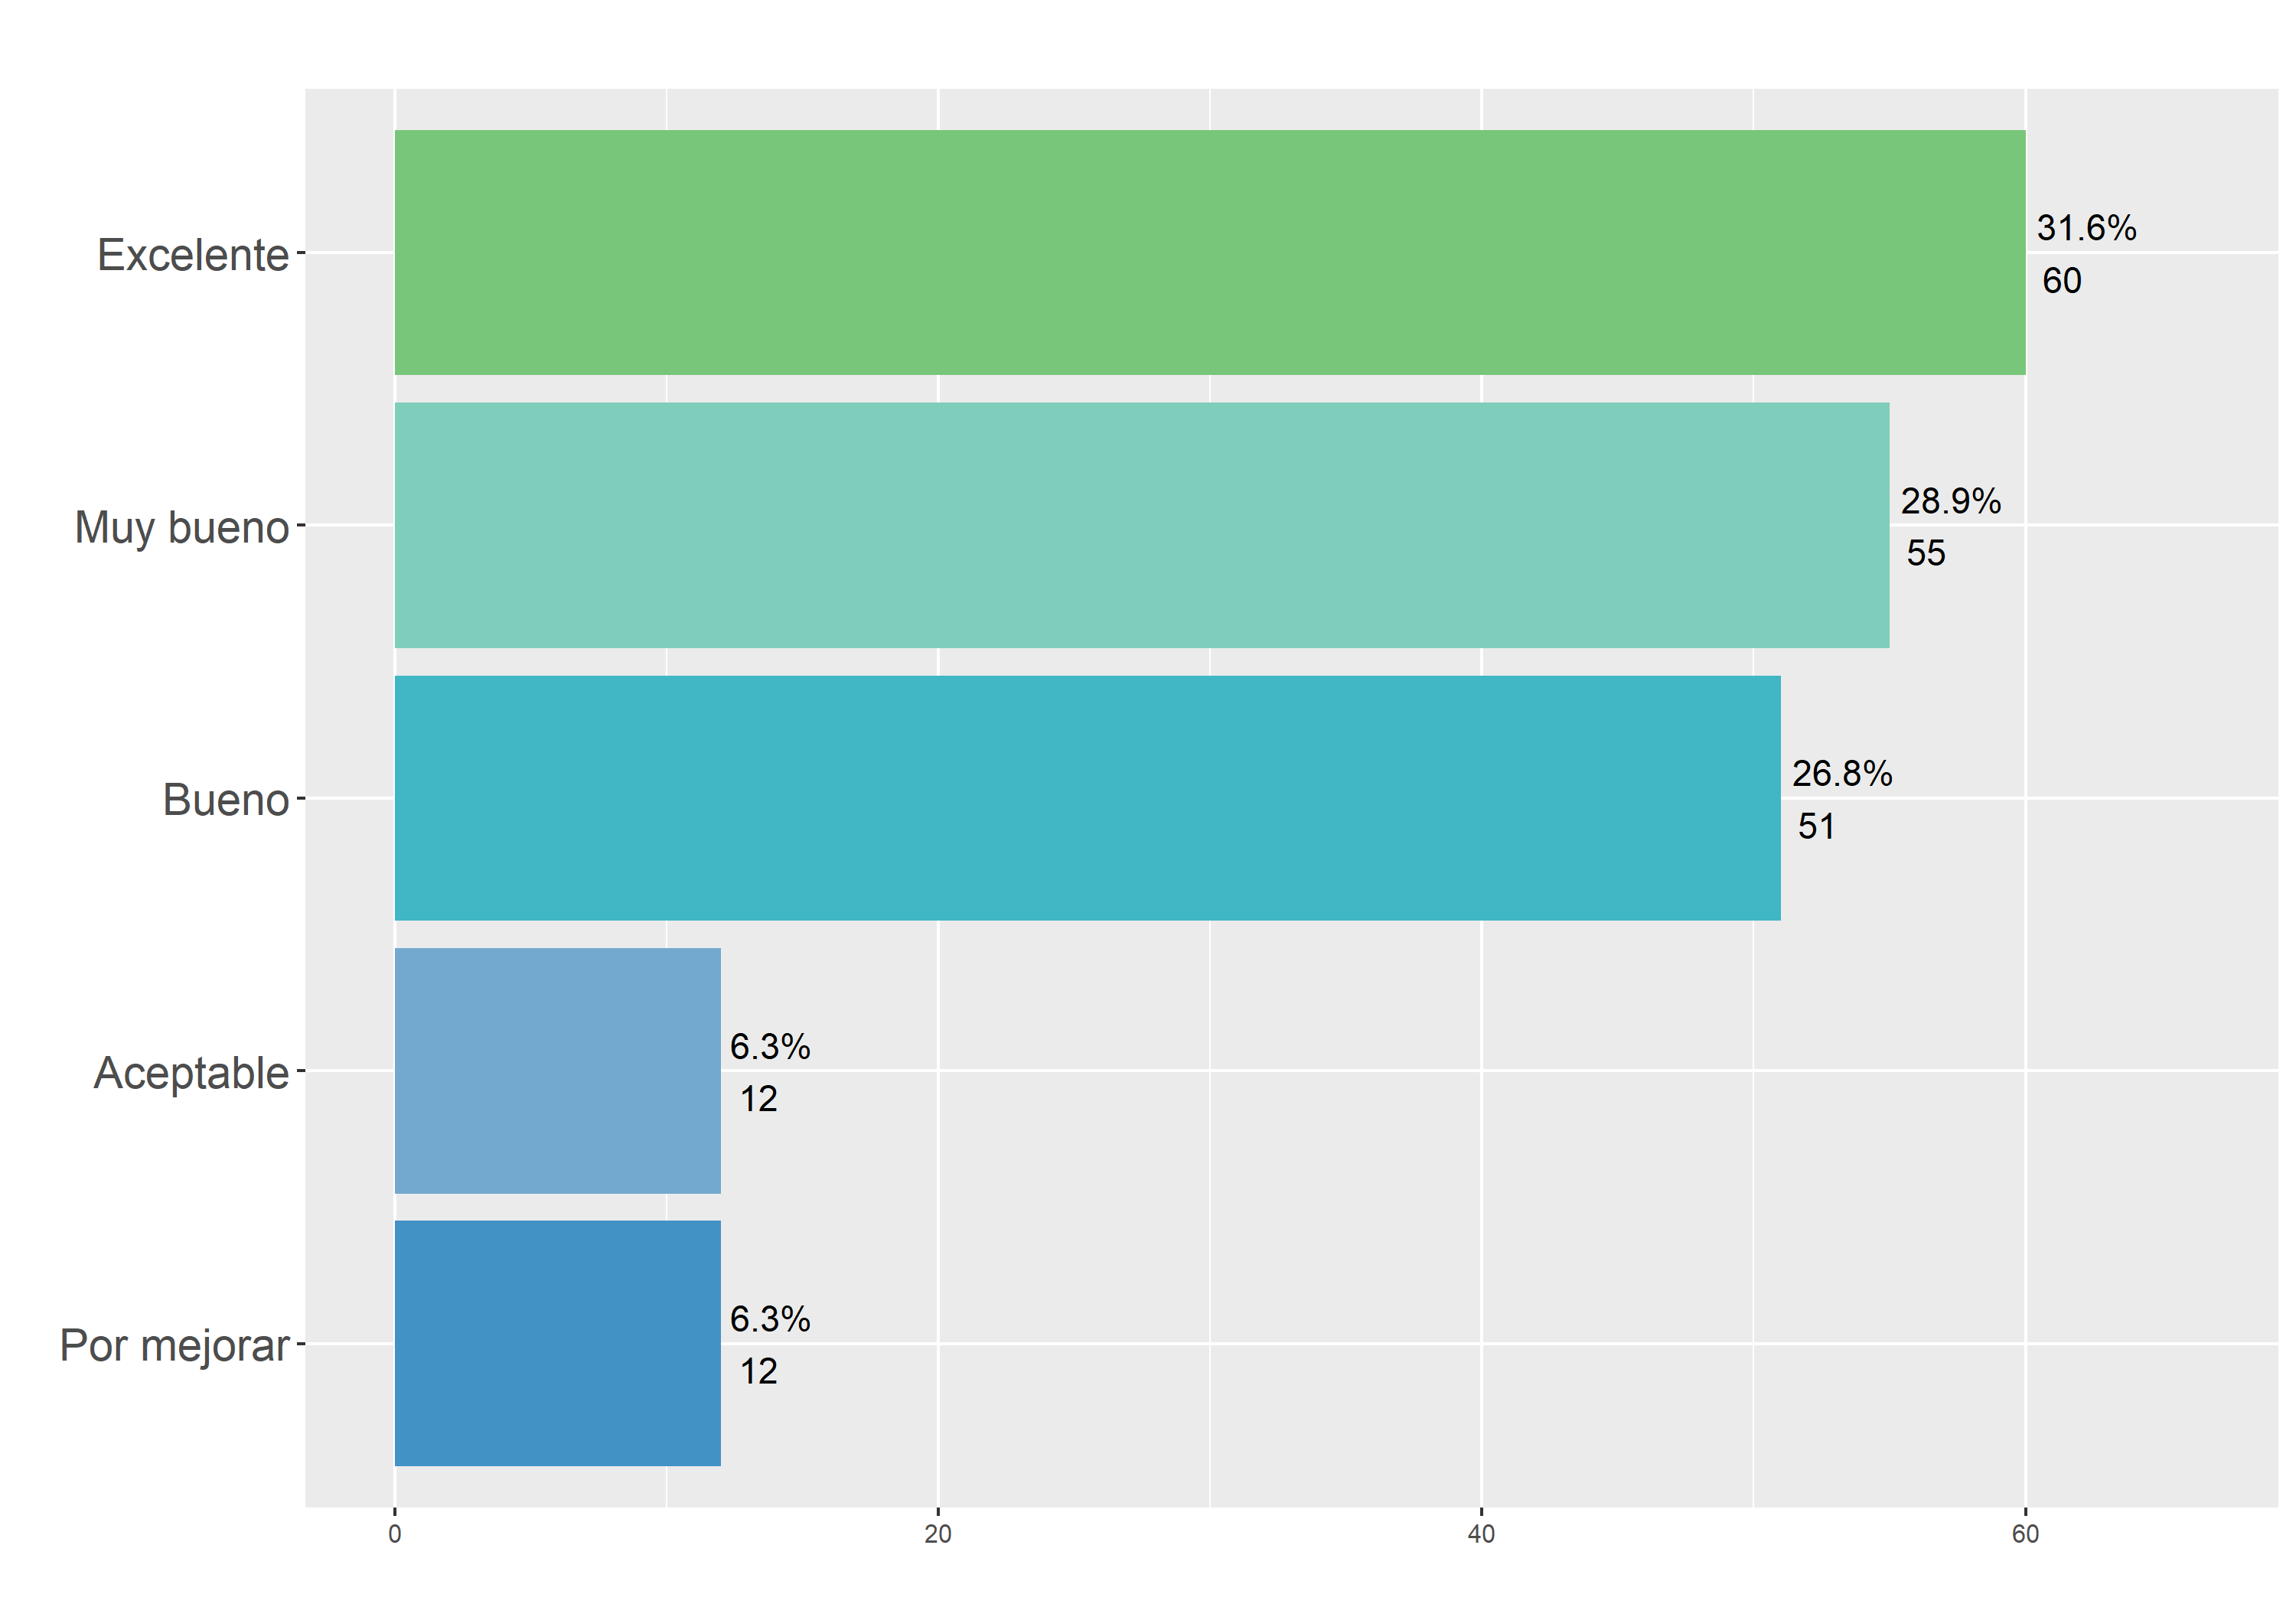 Excelente
31.6%
60
Muy bueno
28.9%
55
Bueno
26.8%
51
Aceptable
6.3%
12
Por mejorar
6.3%
12
0 20 40 60